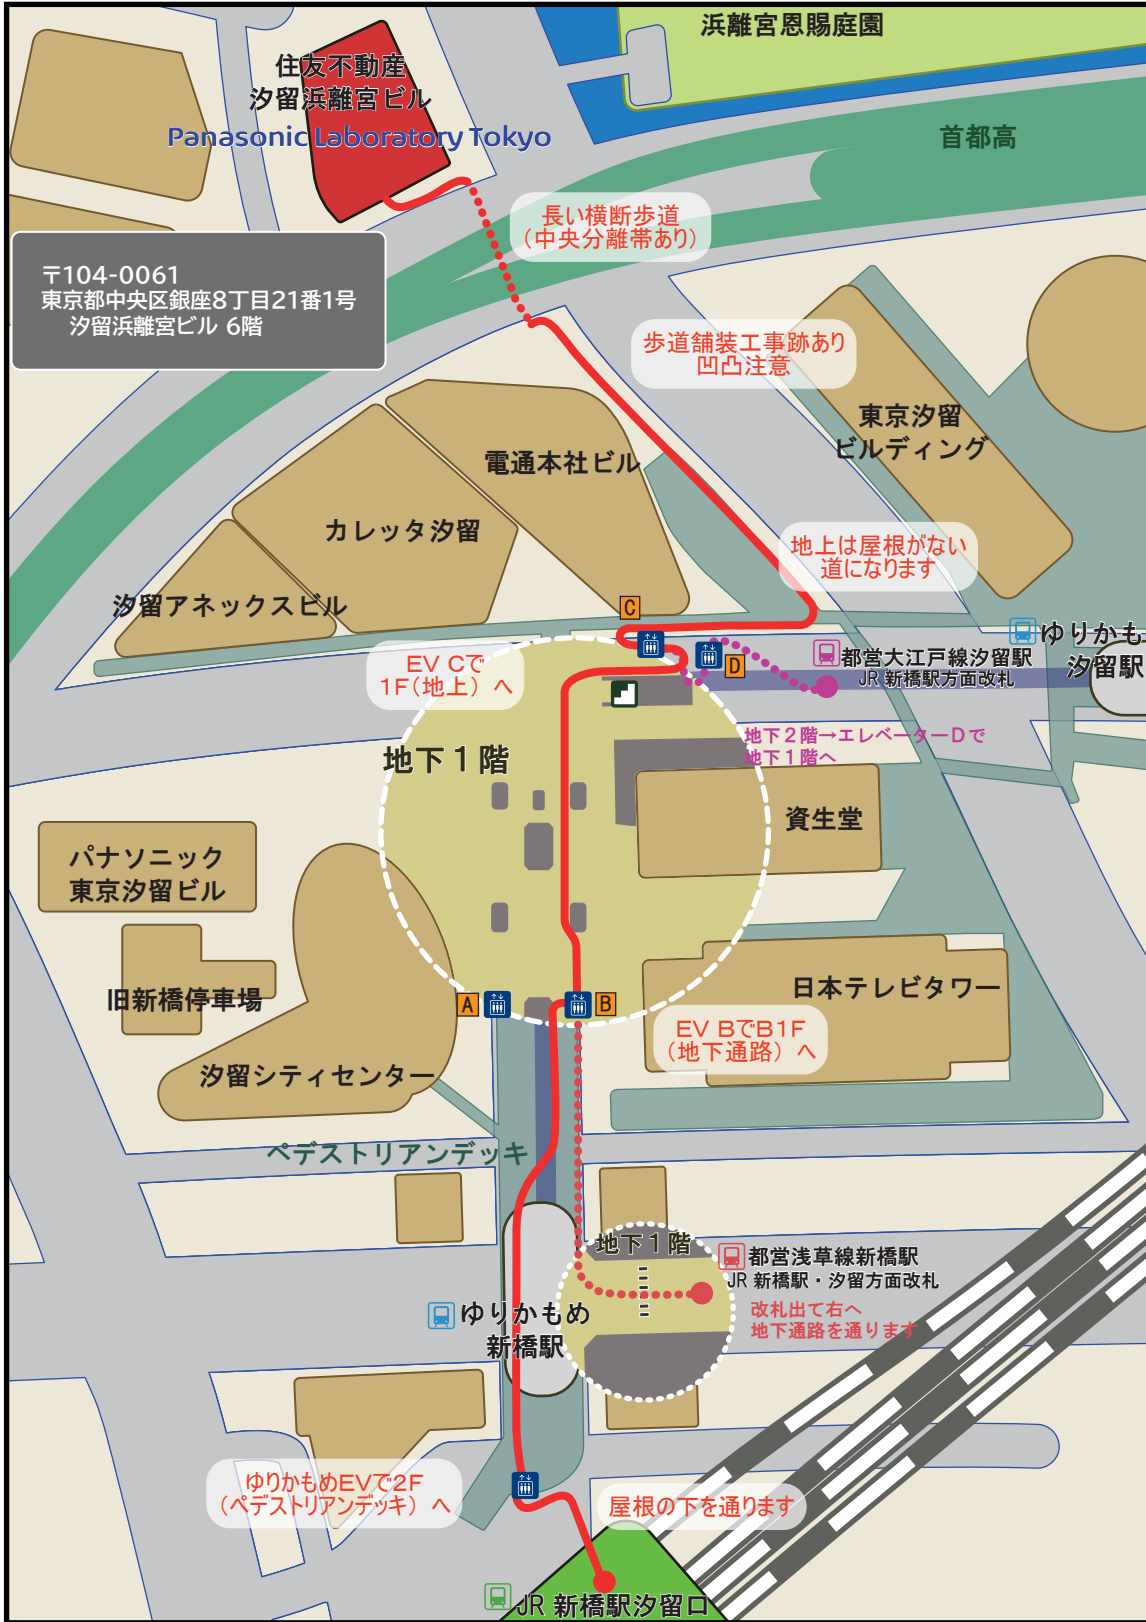 浜離宮恩賜庭園
住友不動産
汐留浜離宮ビル
Panasonic Laboratory Tokyo
首都高
長い横断歩道
（中央分離帯あり）
〒104-0061
東京都中央区銀座8丁目21番1号
汐留浜離宮ビル 6階
歩道舗装工事跡あり
凹凸注意
東京汐留
ビルディング
電通本社ビル
カレッタ汐留
地上は屋根がない
道になります
汐留アネックスビル
C
ゆりかも
汐留駅
EV Cで
1F（地上）へ
D
都営大江戸線汐留駅
JR 新橋駅方面改札
地下２階→エレベーターDで
地下１階へ
地下１階
資生堂
パナソニック
東京汐留ビル
旧新橋停車場
日本テレビタワー
A
B
EV BでB1F
（地下通路）へ
汐留シティセンター
ペデストリアンデッキ
地下１階
都営浅草線新橋駅
JR 新橋駅・汐留方面改札
改札出て右へ
地下通路を通ります
ゆりかもめ
新橋駅
ゆりかもめEVで2F
（ペデストリアンデッキ）へ
屋根の下を通ります
JR 新橋駅汐留口